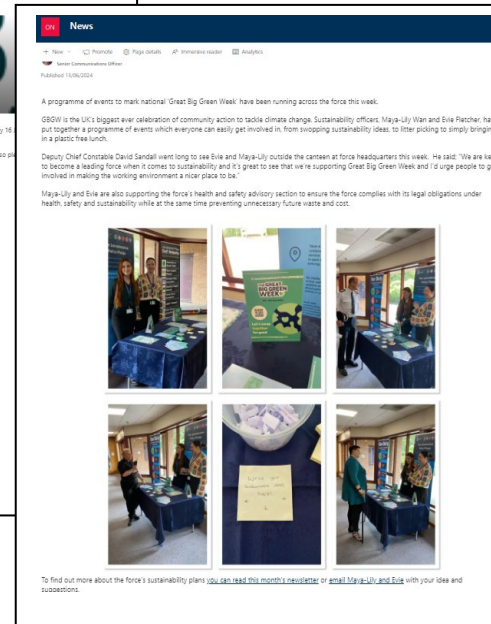 ON News
+ New Promote Page details Immersive reader Analytics
Senior Communications Officer
Published 13/06/2024
A programme of events to mark national 'Great Big Green Week' have been running across the force this week.
GBGW is the UK's biggest ever celebration of community action to tackle climate change. Sustainability officers, Maya-Lily Wan and Evie Fletcher, ha
put together a programme of events which everyone can easily get involved in, from swopping sustainability ideas, to litter picking to simply bringin
in a plastic free lunch.
Deputy Chief Constable David Sandall went long to see Evie and Maya-Lily outside the canteen at force headquarters this week. He said; "We are ke
to become a leading force when it comes to sustainability and it's great to see that we're supporting Great Big Green Week and I'd urge people to g
involved in making the working environment a nicer place to be."
Maya-Lily and Evie are also supporting the force's health and safety advisory section to ensure the force complies with its legal obligations under
health, safety and sustainability while at the same time preventing unnecessary future waste and cost.
THE GREAT
BIG GREEN
WEEK
To find out more about the force's sustainability plans you can read this month's newsletter or email Maya-Lily and Evie with your idea and
suggestions.